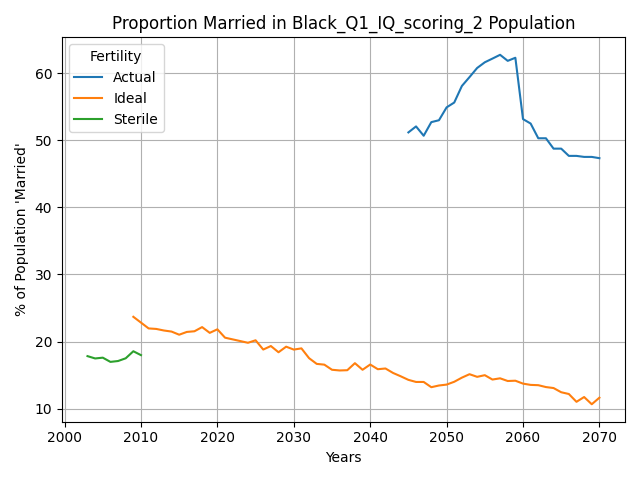 Proportion Married in Black_Q1_IQ_scoring_2 Population
Fertility
Actual
Ideal
Sterile
% of Population 'Married'
60
50
40
30
20
10
2000
2010
2020
2030
2040
2050
2060
2070
Years